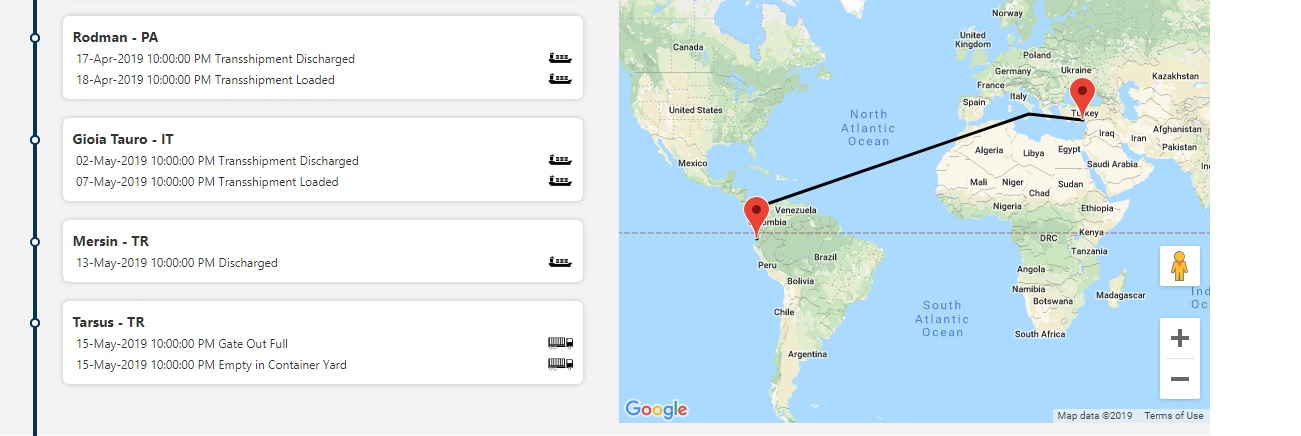 Rodman - PA
17-Apr-2019 10:00:00 PM Transshipment Discharged
18-Apr-2019 10:00:00 PM Transshipment Loaded
Gioia Tauro - IT
02-May-2019 10:00:00 PM Transshipment Discharged
07-May-2019 10:00:00 PM Transshipment Loaded
Mersin - TR
13-May-2019 10:00:00 PM Discharged
Tarsus - TR
15-May-2019 10:00:00 PM Gate Out Full
15-May-2019 10:00:00 PM Empty in Container Yard
Norway
Canada
United
Kingdom
Poland
Germany
Ukraine
Kazakhstan
France
Italy
Spain
United States
North
Atlantic
Ocean
Iraq
Iran
Afghanistan
Pakistan
Algeria
Libya
Egypt
Saudi Arabia
Mexico
Mali
Niger
Chad
Sudan
Venezuela
Nigeria
Ethiopia
DRC
Kenya
Peru
Brazil
Tanzania
Bolivia
Angola
Namibia
Botswana
Madagascar
Ind
Oc
Chile
South
Atlantic
Ocean
South Africa
Argentina
Google
Map data ©2019
Terms of Use